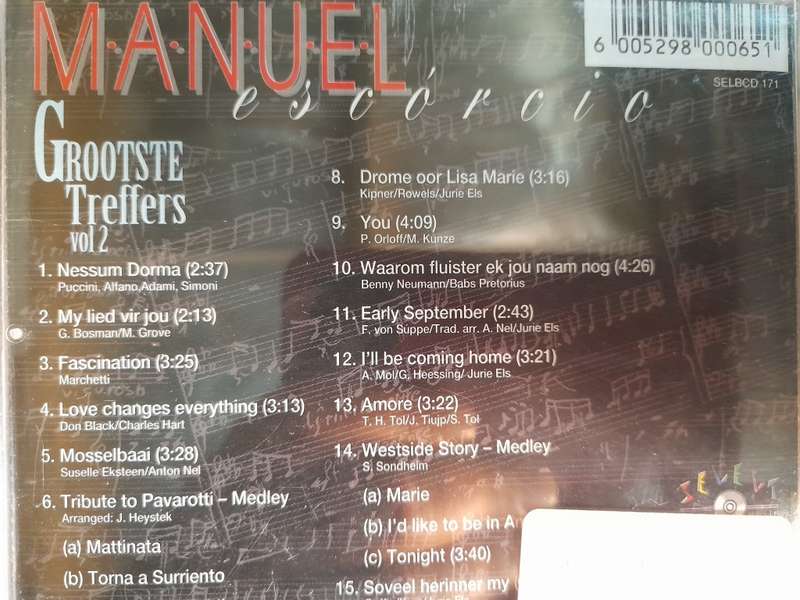 M·A·N·U·E·L
escórcio
6 005298 000651
SELBCD 171
GROOTSTE
Treffers
vol 2
1. Nessum Dorma (2:37)
Puccini, Alfano,Adami, Simoni
2. My lied vir jou (2:13)
G. Bosman/M. Grove
3. Fascination (3:25)
Marchetti
4. Love changes everything (3:13)
Don Black/Charles Hart
5. Mosselbaai (3:28)
Suselle Eksteen/Anton Nel
6. Tribute to Pavarotti – Medley
Arranged: J. Heystek
(a) Mattinata
(b) Torna a Surriento
8. Drome oor Lisa Marie (3:16)
Kipner/Rowels/Jurie Els
9. You (4:09)
P. Orloff/M. Kunze
10. Waarom fluister ek jou naam nog (4:26)
Benny Neumann/Babs Pretorius
11. Early September (2:43)
F. von Suppe/Trad. arr. A. Nel/Jurie Els
12. I'll be coming home (3:21)
A. Mol/G. Heessing/ Jurie Els
13. Amore (3:22)
T. H. Tol/J. Tiujp/S. Tol
14. Westside Story – Medley
S. Sondheim
(a) Marie
(b) I'd like to be in A
(c) Tonight (3:40)
15. Soveel herinner my